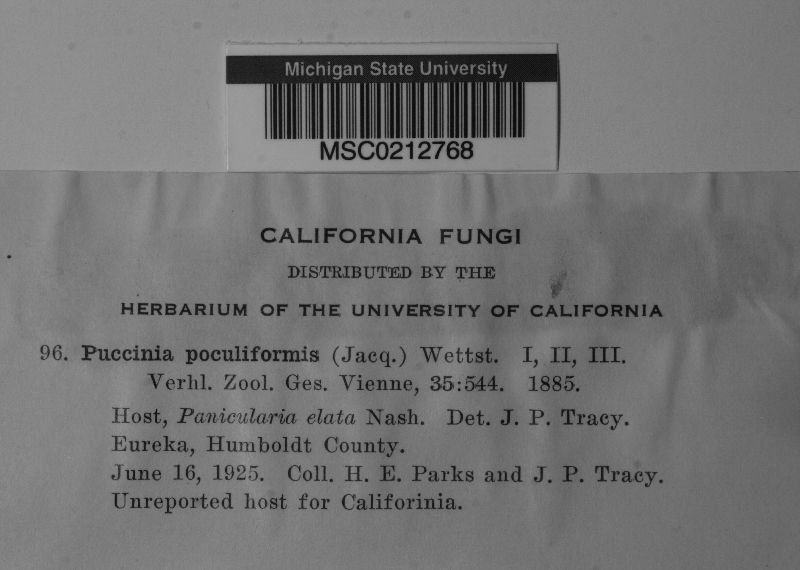 Michigan State University
MSC0212768
CALIFORNIA FUNGI
DISTRIBUTED BY THE
HERBARIUM OF THE UNIVERSITY OF CALIFORNIA
96. Puccinia poculiformis (Jacq.) Wettst. I, II, III.
Verhl. Zool. Ges. Vienne, 35:544. 1885.
Host, Panicularia elata Nash. Det. J. P. Tracy.
Eureka, Humboldt County.
June 16, 1925. Coll. H. E. Parks and J. P. Tracy.
Unreported host for Califorinia.